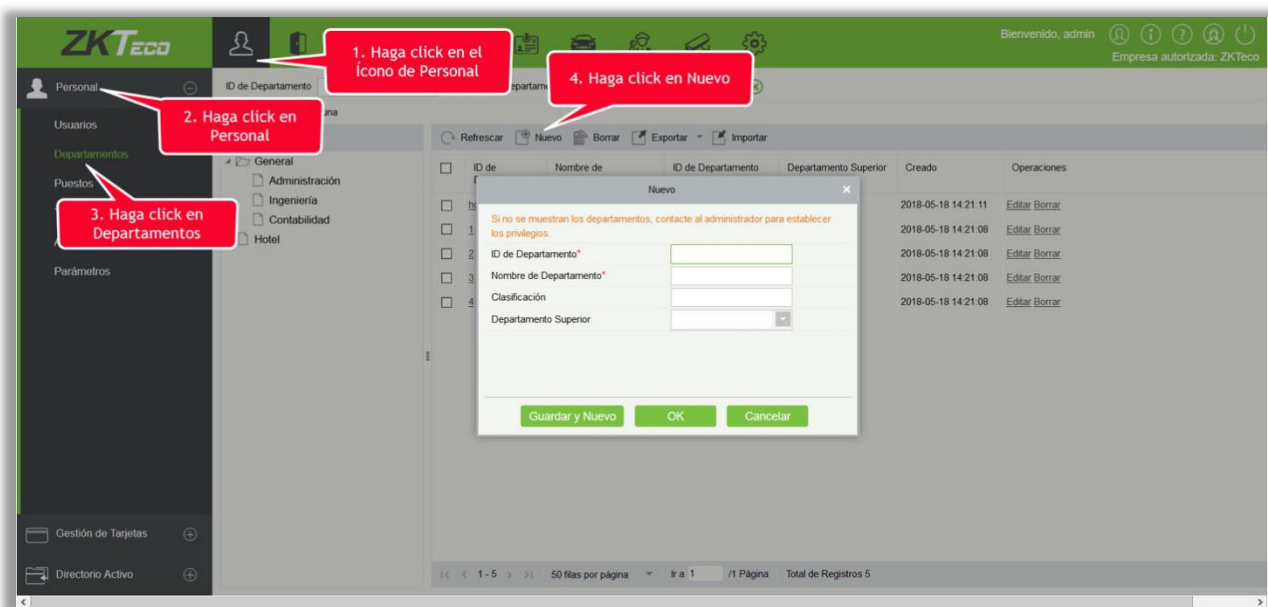 ZKTeco
Bienvenido, admin
Empresa autorizada: ZKTeco
1. Haga click en el
Ícono de Personal
4. Haga click en Nuevo
Personal
ID de Departamento
2. Haga click en
Personal
Usuarios
Departamentos
Puestos
3. Haga click en
Departamentos
Parámetros
General
Administración
Ingeniería
Contabilidad
Hotel
Refrescar Nuevo Borrar Exportar Importar
ID de Nombre de ID de Departamento Departamento Superior Creado Operaciones
2018-05-18 14:21:11 Editar Borrar
1 2018-05-18 14:21:08 Editar Borrar
2 2018-05-18 14:21:08 Editar Borrar
3 2018-05-18 14:21:08 Editar Borrar
4 2018-05-18 14:21:08 Editar Borrar
Nuevo
Si no se muestran los departamentos, contacte al administrador para establecer
los privilegios.
ID de Departamento*
Nombre de Departamento*
Clasificación
Departamento Superior
Guardar y Nuevo OK Cancelar
Gestión de Tarjetas
Directorio Activo
1 - 5 50 filas por página Ir a 1 /1 Página Total de Registros 5